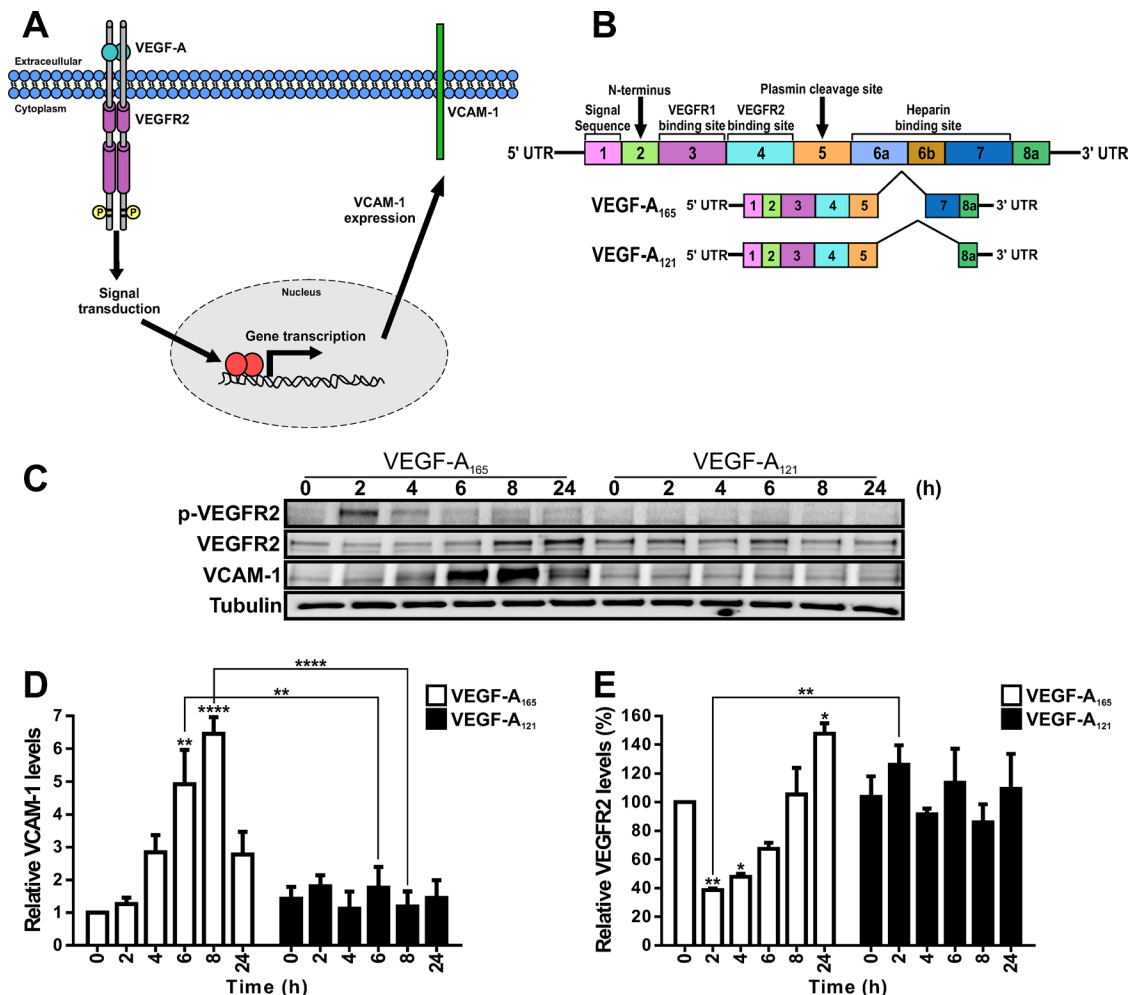 A
VEGF-A
Extraceullular
Cytoplasm
VEGFR2
VCAM-1
P
P
VCAM-1
expression
Signal
transduction
Nucleus
Gene transcription
B
N-terminus
Plasmin cleavage site
Signal
Sequence
VEGFR1
binding site
VEGFR2
binding site
Heparin
binding site
5' UTR 1 2 3 4 5 6a 6b 7 8a 3' UTR
VEGF-A165 5' UTR 1 2 3 4 5 7 8a 3' UTR
VEGF-A121 5' UTR 1 2 3 4 5 8a 3' UTR
C
VEGF-A165 VEGF-A121
0 2 4 6 8 24 0 2 4 6 8 24 (h)
p-VEGFR2
VEGFR2
VCAM-1
Tubulin
D
****
**
** ****
VEGF-A165
VEGF-A121
Relative VCAM-1 levels
7
6
5
4
3
2
1
0
0 2 4 6 8 24 0 2 4 6 8 24
Time (h)
E
**
** * *
VEGF-A165
VEGF-A121
Relative VEGFR2 levels (%)
160
140
120
100
80
60
40
20
0
0 2 4 6 8 24 0 2 4 6 8 24
Time (h)